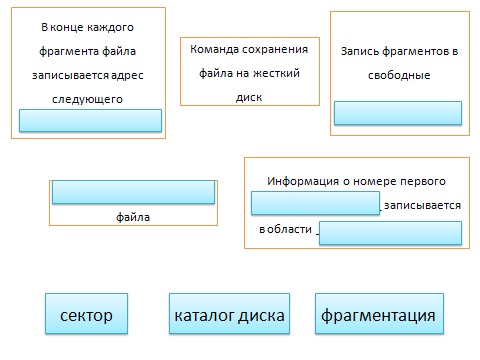 В конце каждого
фрагмента файла
записывается адрес
следующего
Команда сохранения
файла на жесткий
диск
Запись фрагментов в
свободные
файла
Информация о номере первого
_ записывается
в области _
сектор
каталог диска
фрагментация